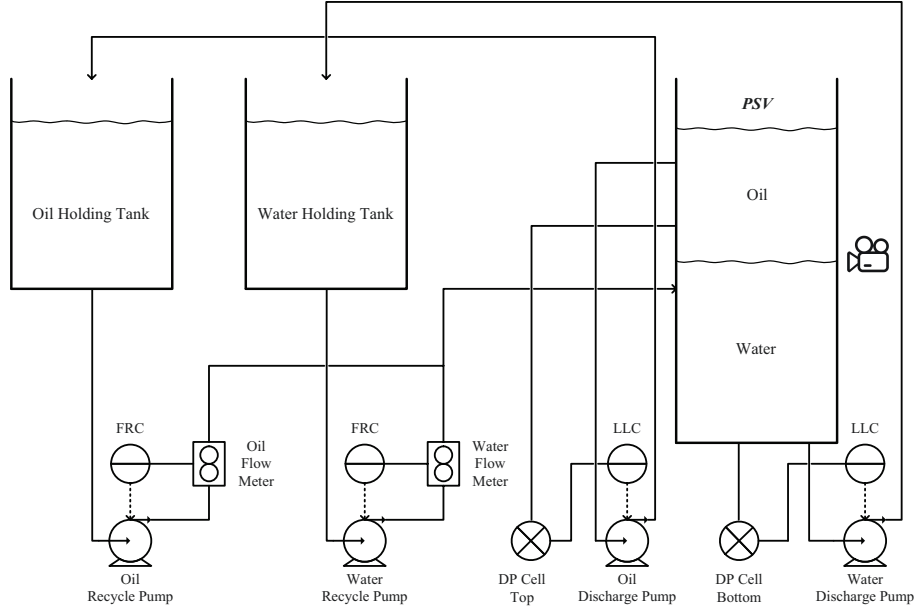 PSV
Oil
Oil Holding Tank
Water Holding Tank
Water
FRC
Oil
Flow
Meter
FRC
Water
Flow
Meter
LLC
LLC
Oil
Recycle Pump
Water
Recycle Pump
DP Cell
Top
Oil
Discharge Pump
DP Cell
Bottom
Water
Discharge Pump